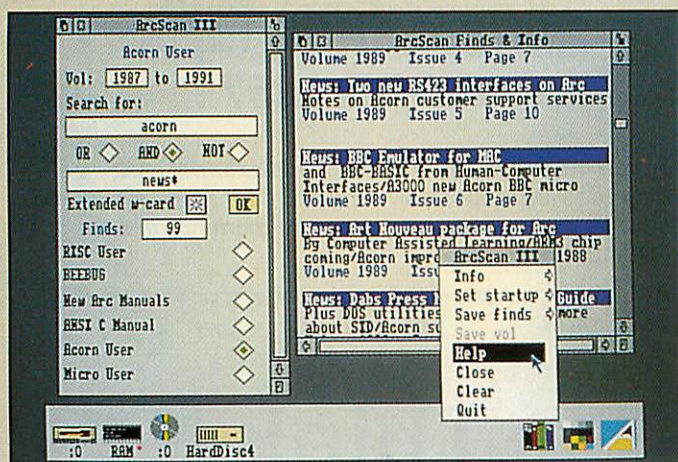 ArcScan III
Acorn User
Vol: 1987 to 1991
Search for:
acorn
OR AND NOT
news*
Extended w-card OK
Finds: 99
RISC User
BEEBUG
New Arc Manuals
ANSI C Manual
Acorn User
Micro User
ArcScan Finds & Info
Volume 1989 Issue 4 Page 7
News: Two new RS423 interfaces on Arc
Notes on Acorn customer support services
Volume 1989 Issue 5 Page 10
News: BBC Emulator for MAC
and BBC-BASIC from Human-Computer
Interfaces/A3000 new Acorn BBC micro
Volume 1989 Issue 6 Page 7
News: Art Nouveau package for Arc
By Computer Assisted Learning/ARM3 chip
coming/Acorn impro 1988
Volume 1989 Issu
News: Dabs Press Guide
Plus DOS utilities more
about SID/Acorn su
ArcScan III
Info
Set startup
Save finds
Save vol
Help
Close
Clear
Quit
:0 RAM :0 HardDisc4